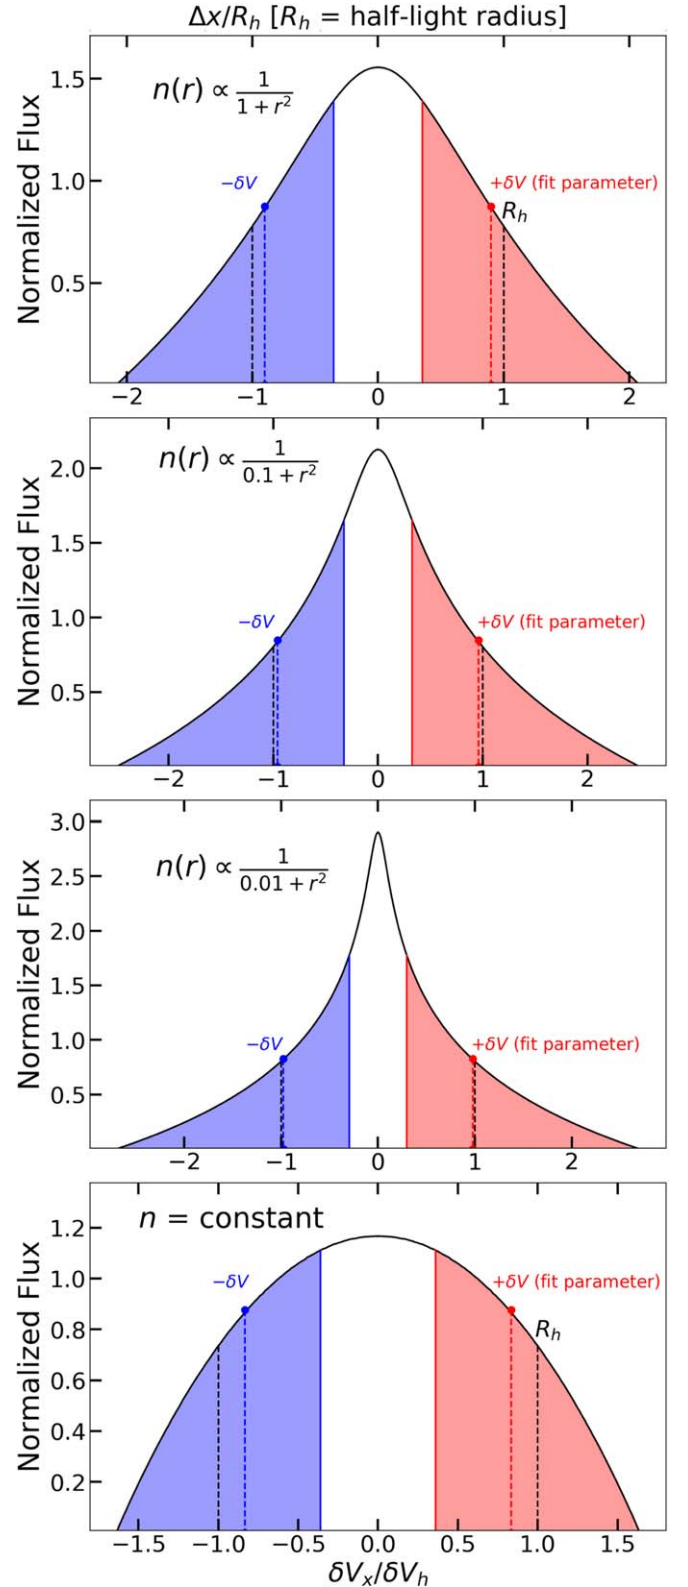 Δx/R_h [R_h = half-light radius]
n(r) ∝ 1/(1 + r²)
−δV
+δV (fit parameter)
R_h
Normalized Flux
1.5
1.0
0.5
−2 −1 0 1 2
n(r) ∝ 1/(0.1 + r²)
−δV
+δV (fit parameter)
Normalized Flux
2.0
1.5
1.0
0.5
−2 −1 0 1 2
n(r) ∝ 1/(0.01 + r²)
−δV
+δV (fit parameter)
Normalized Flux
3.0
2.5
2.0
1.5
1.0
0.5
−2 −1 0 1 2
n = constant
−δV
+δV (fit parameter)
R_h
Normalized Flux
1.2
1.0
0.8
0.6
0.4
0.2
−1.5 −1.0 −0.5 0.0 0.5 1.0 1.5
δV_x/δV_h